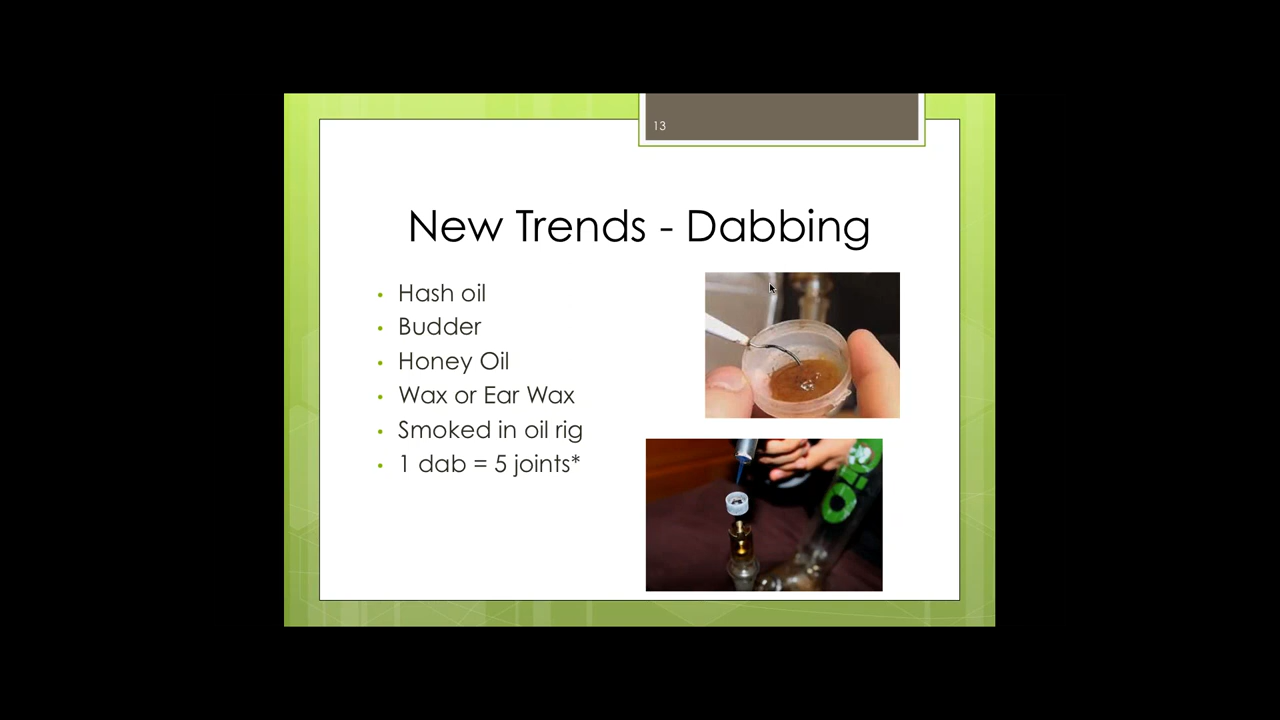 13
New Trends - Dabbing
• Hash oil
• Budder
• Honey Oil
• Wax or Ear Wax
• Smoked in oil rig
• 1 dab = 5 joints*